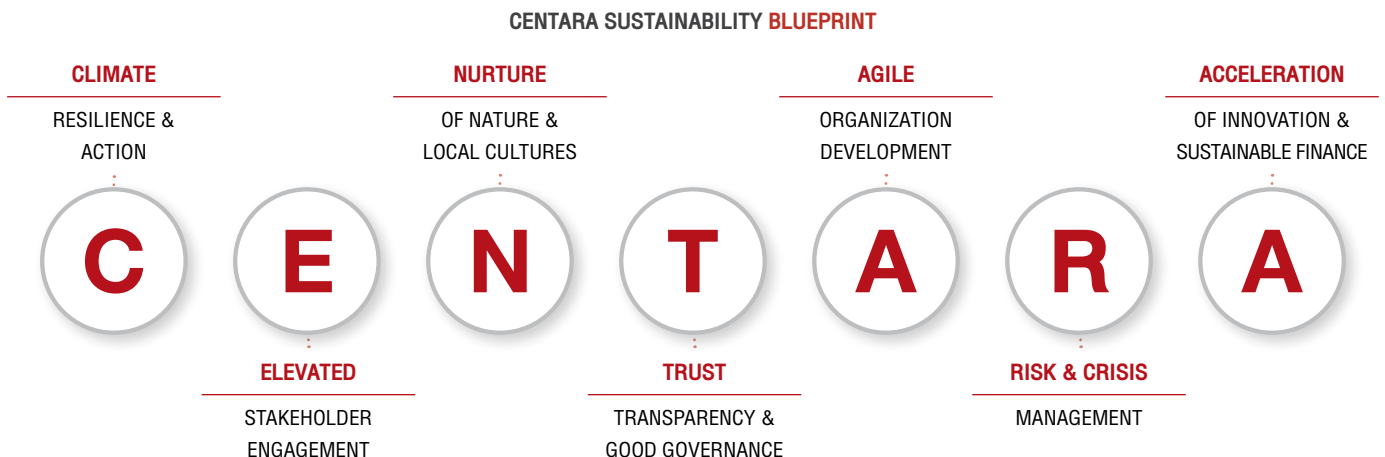 CENTARA SUSTAINABILITY BLUEPRINT
CLIMATE
RESILIENCE &
ACTION
NURTURE
OF NATURE &
LOCAL CULTURES
AGILE
ORGANIZATION
DEVELOPMENT
ACCELERATION
OF INNOVATION &
SUSTAINABLE FINANCE
C E N T A R A
ELEVATED
STAKEHOLDER
ENGAGEMENT
TRUST
TRANSPARENCY &
GOOD GOVERNANCE
RISK & CRISIS
MANAGEMENT